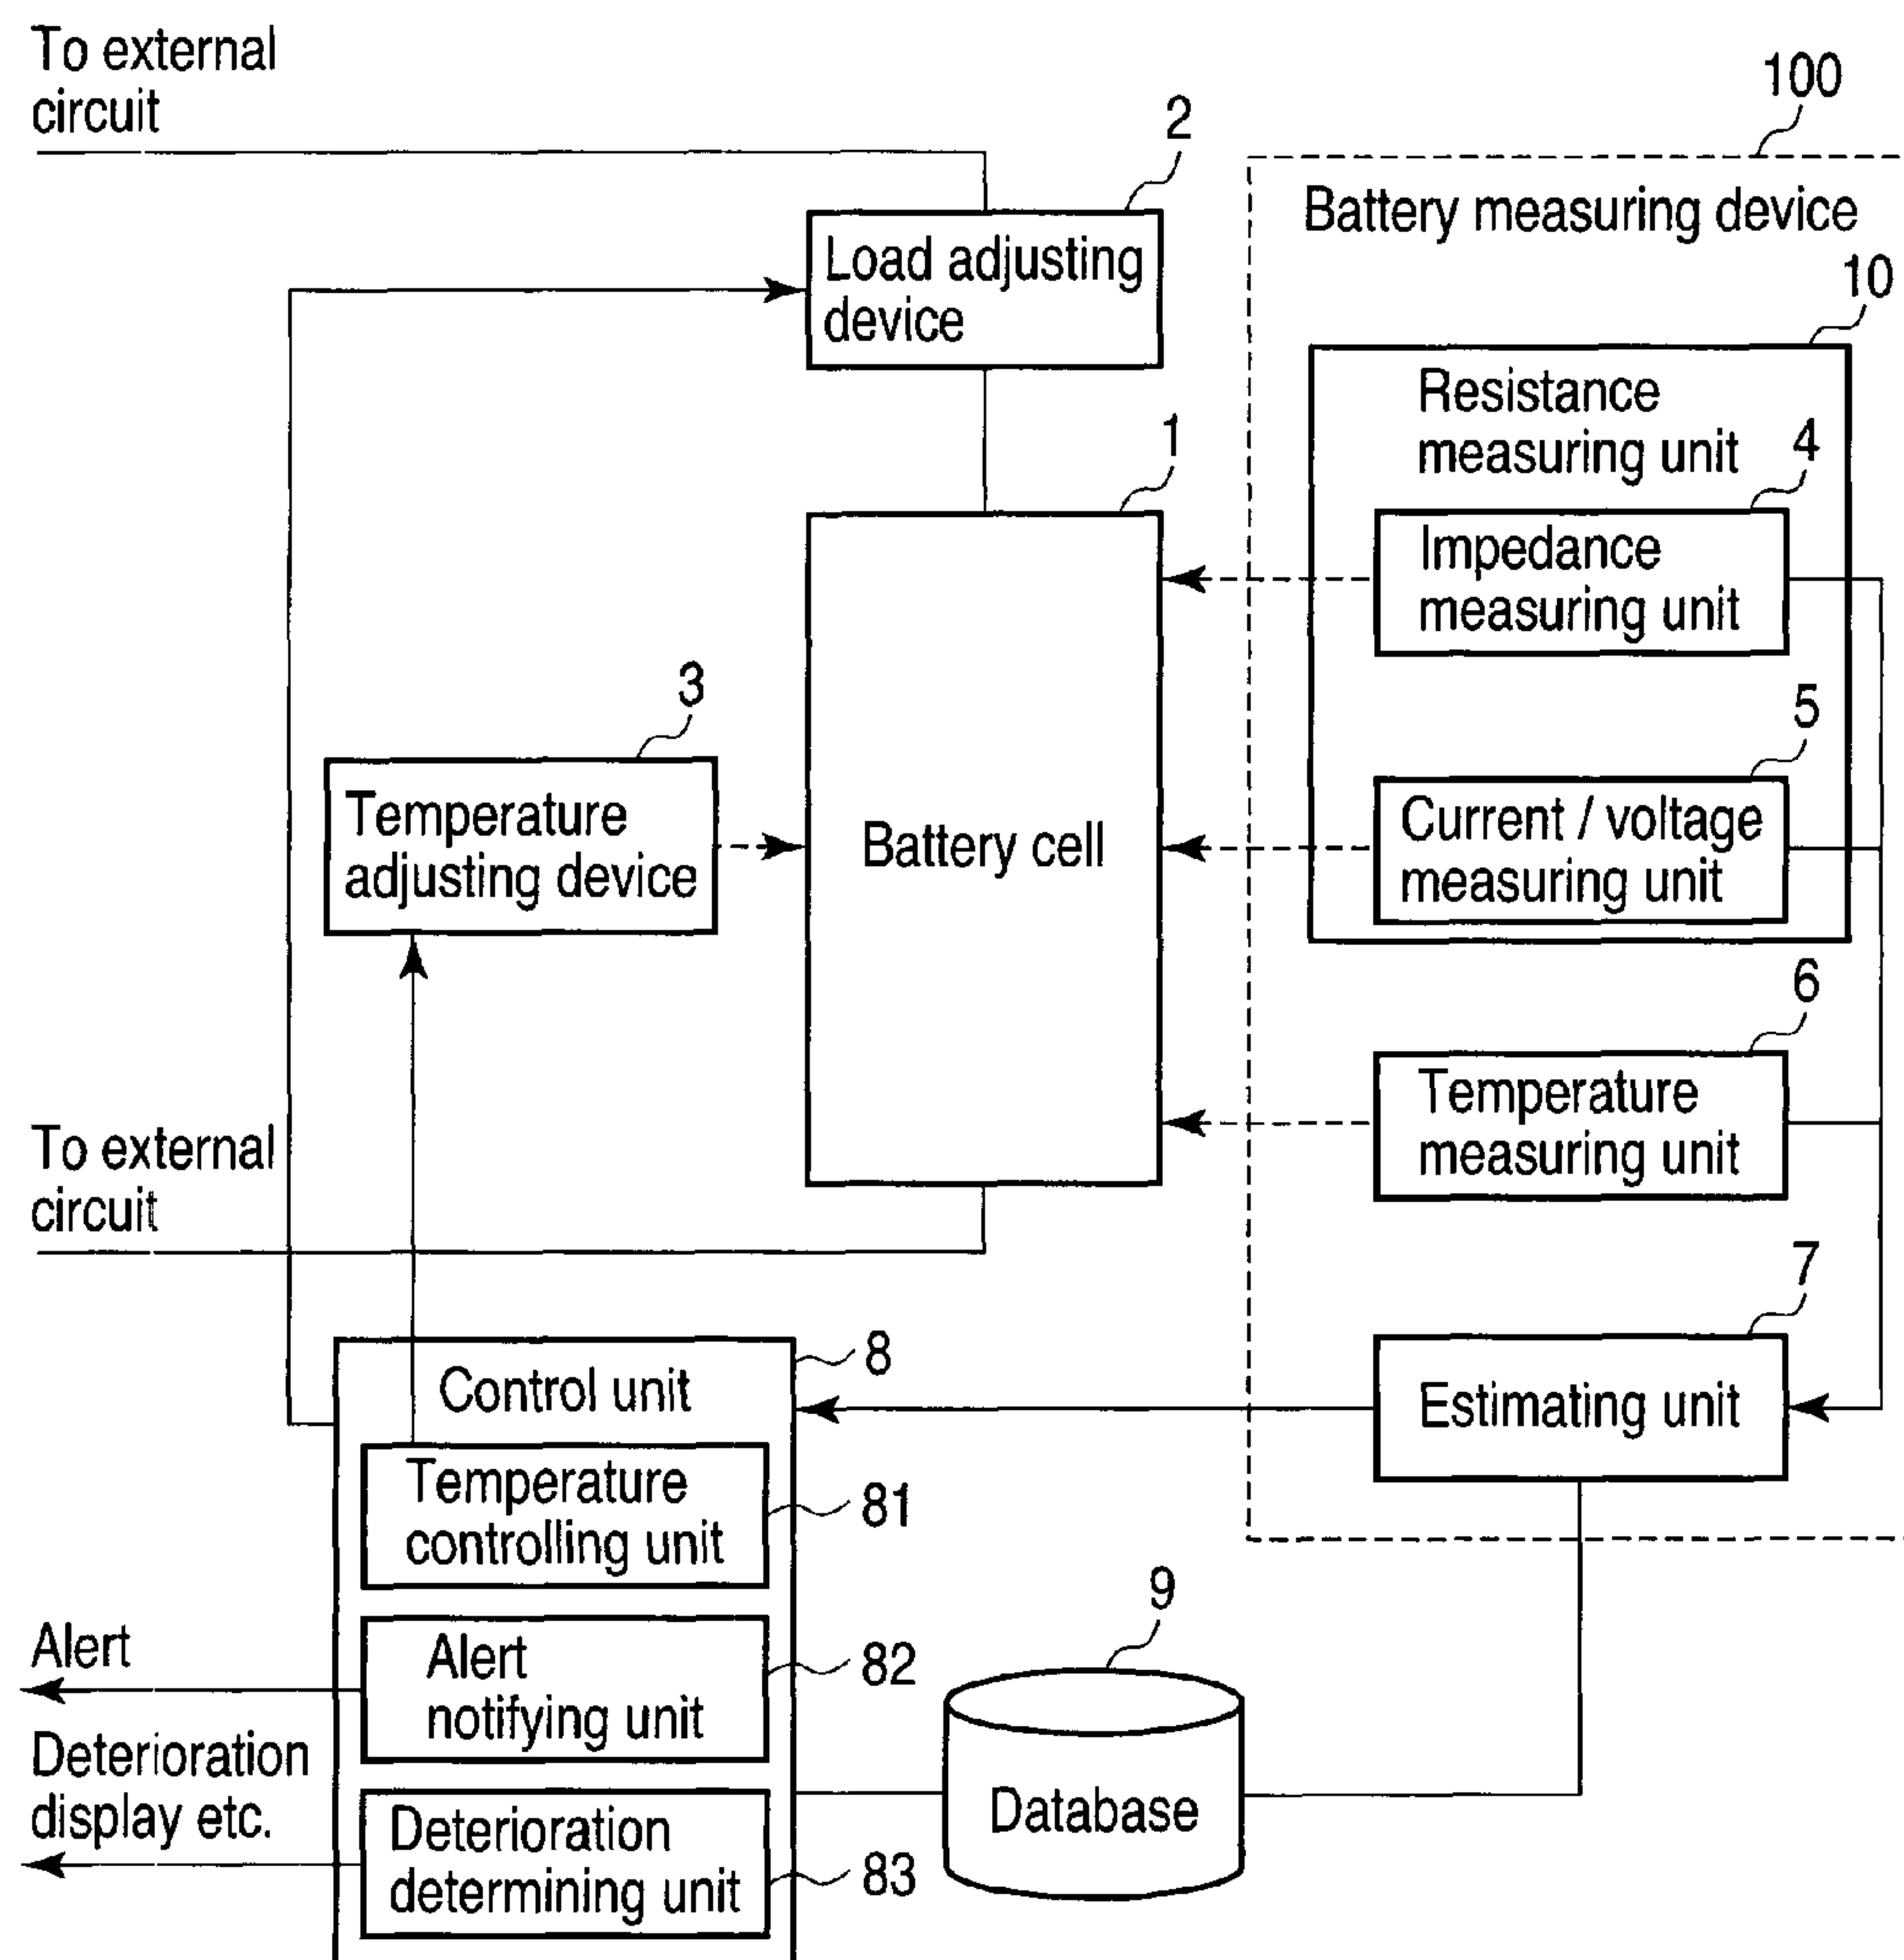 To external
circuit
100
2
Battery measuring device
Load adjusting
device
10
Resistance
measuring unit
4
1
Impedance
measuring unit
3
5
Temperature
adjusting device
Battery cell
Current / voltage
measuring unit
6
Temperature
measuring unit
To external
circuit
7
8
Control unit
Estimating unit
Temperature
controlling unit
81
9
Alert
Alert
notifying unit
82
Deterioration
display etc.
Database
Deterioration
determining unit
83